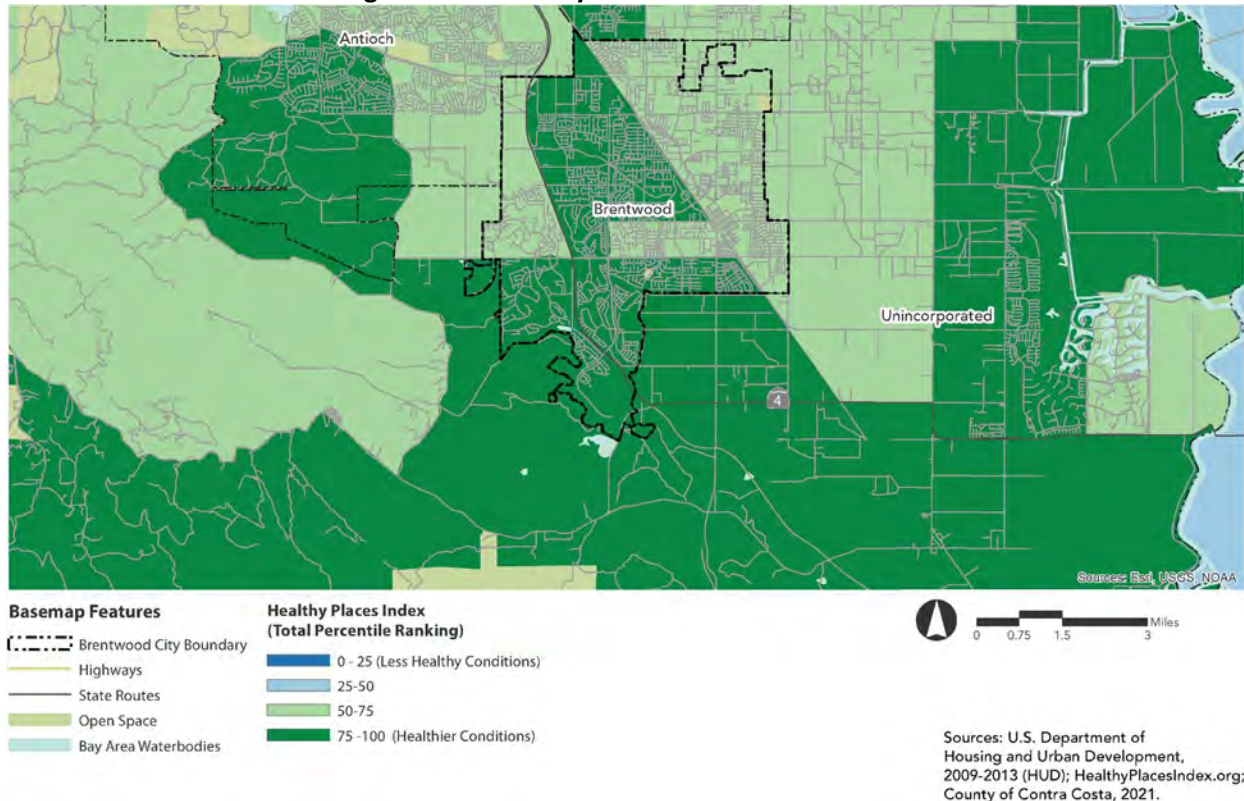 Antioch
Brentwood
Unincorporated
4
Sources: Esri, USGS, NOAA
Basemap Features
Brentwood City Boundary
Highways
State Routes
Open Space
Bay Area Waterbodies
Healthy Places Index
(Total Percentile Ranking)
0 - 25 (Less Healthy Conditions)
25-50
50-75
75 -100 (Healthier Conditions)
0 0.75 1.5 3 Miles
Sources: U.S. Department of
Housing and Urban Development,
2009-2013 (HUD); HealthyPlacesIndex.org;
County of Contra Costa, 2021.